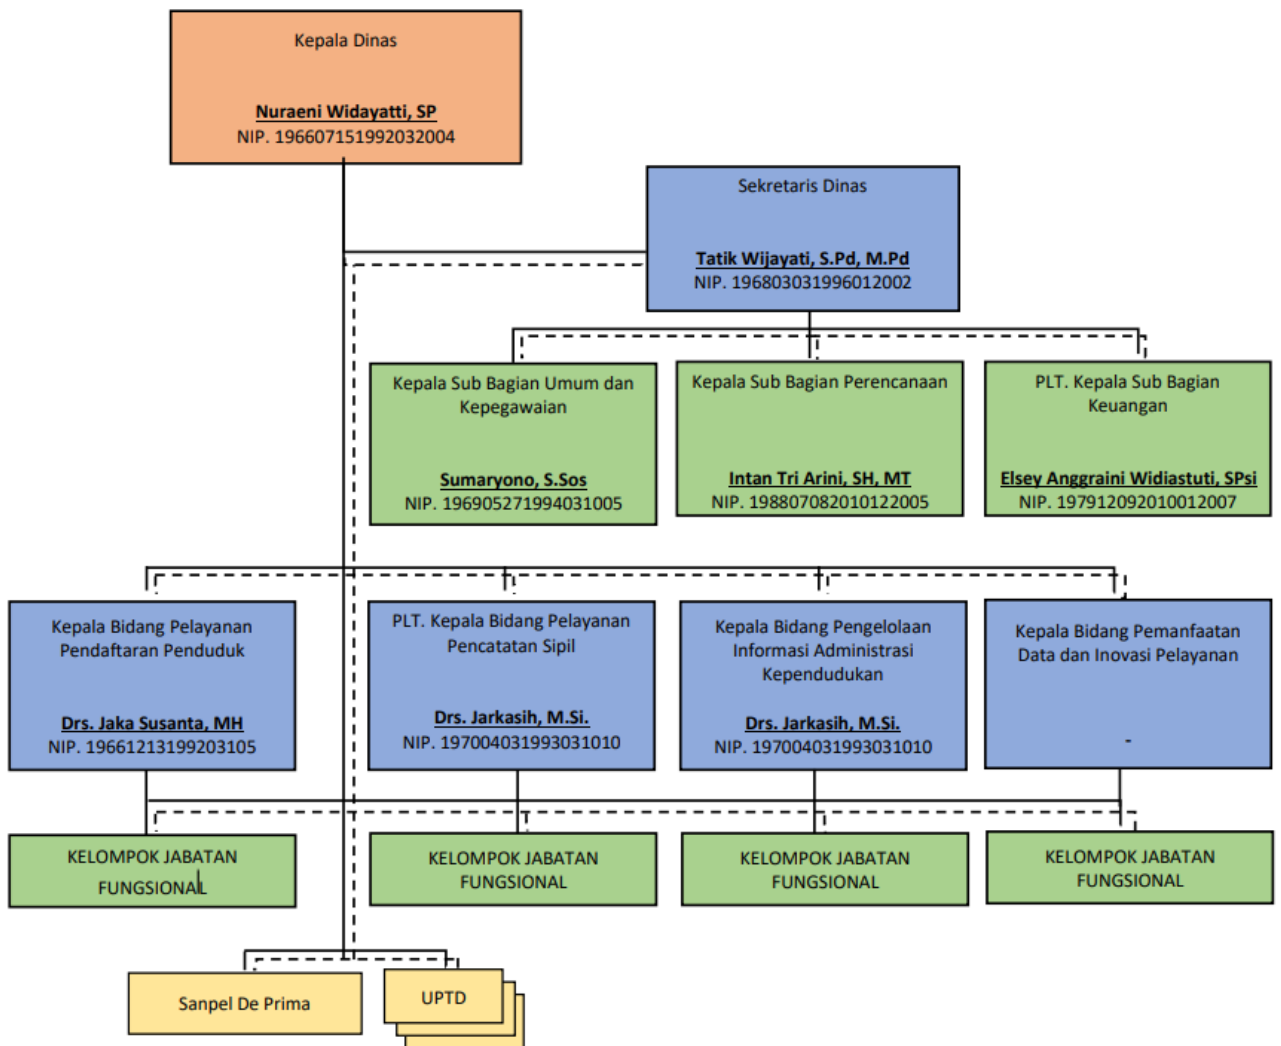 Kepala Dinas
Nuraeni Widayatti, SP
NIP. 196607151992032004
Sekretaris Dinas
Tatik Wijayati, S.Pd, M.Pd
NIP. 196803031996012002
Kepala Sub Bagian Umum dan
Kepegawaian
Sumaryono, S.Sos
NIP. 196905271994031005
Kepala Sub Bagian Perencanaan
Intan Tri Arini, SH, MT
NIP. 198807082010122005
PLT. Kepala Sub Bagian
Keuangan
Elsey Anggraini Widiastuti, SPsi
NIP. 197912092010012007
Kepala Bidang Pelayanan
Pendaftaran Penduduk
Drs. Jaka Susanta, MH
NIP. 19661213199203105
PLT. Kepala Bidang Pelayanan
Pencatatan Sipil
Drs. Jarkasih, M.Si.
NIP. 197004031993031010
Kepala Bidang Pengelolaan
Informasi Administrasi
Kependudukan
Drs. Jarkasih, M.Si.
NIP. 197004031993031010
Kepala Bidang Pemanfaatan
Data dan Inovasi Pelayanan
-
KELOMPOK JABATAN
FUNGSIONAL
KELOMPOK JABATAN
FUNGSIONAL
KELOMPOK JABATAN
FUNGSIONAL
KELOMPOK JABATAN
FUNGSIONAL
Sanpel De Prima
UPTD